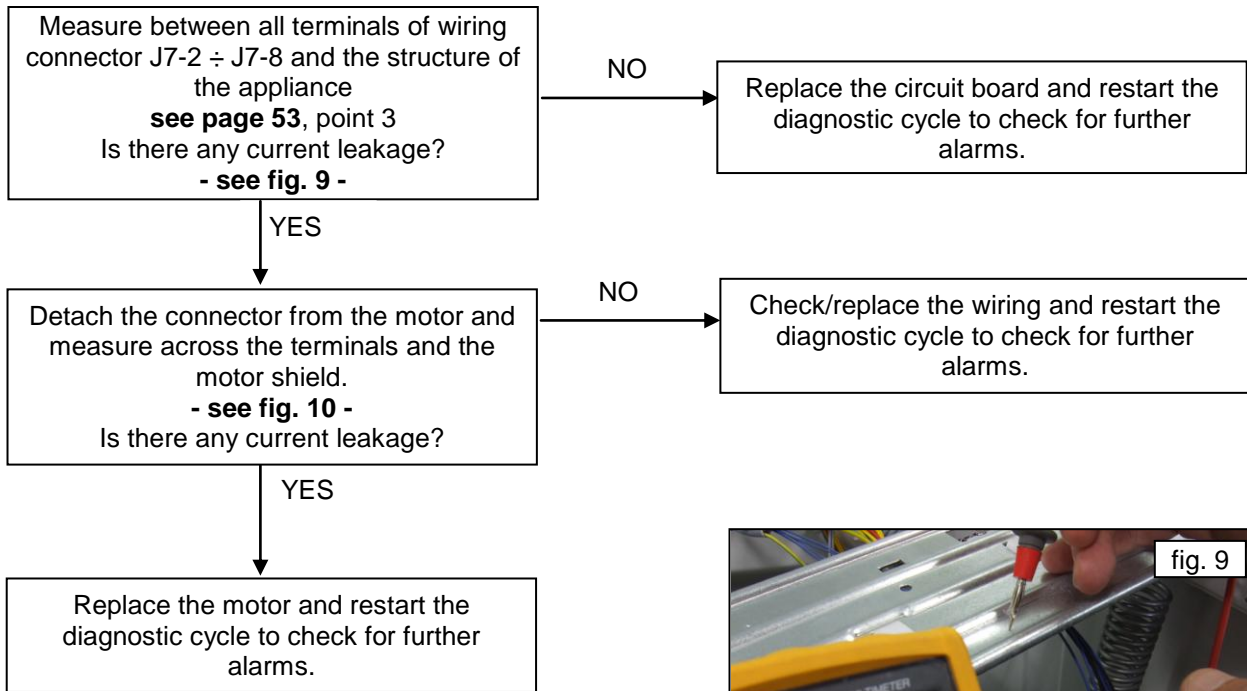 Measure between all terminals of wiring
connector J7-2 ÷ J7-8 and the structure of
the appliance
see page 53, point 3
Is there any current leakage?
- see fig. 9 -
NO
Replace the circuit board and restart the
diagnostic cycle to check for further
alarms.
YES
Detach the connector from the motor and
measure across the terminals and the
motor shield.
- see fig. 10 -
Is there any current leakage?
NO
Check/replace the wiring and restart the
diagnostic cycle to check for further
alarms.
YES
Replace the motor and restart the
diagnostic cycle to check for further
alarms.
fig. 9